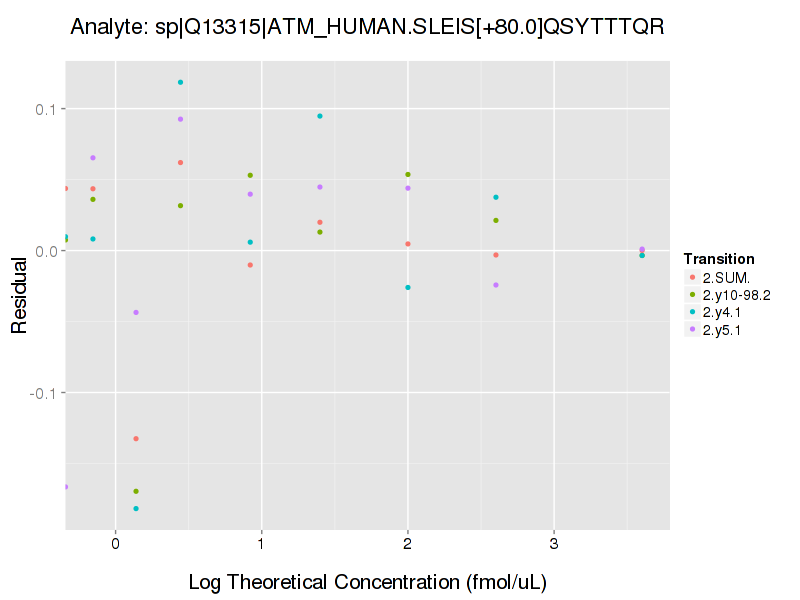 Analyte: sp|Q13315|ATM_HUMAN.SLEIS[+80.0]QSYTTTQR
0.1
0.0
-0.1
Residual
0 1 2 3
Log Theoretical Concentration (fmol/uL)
Transition
2.SUM.
2.y10-98.2
2.y4.1
2.y5.1